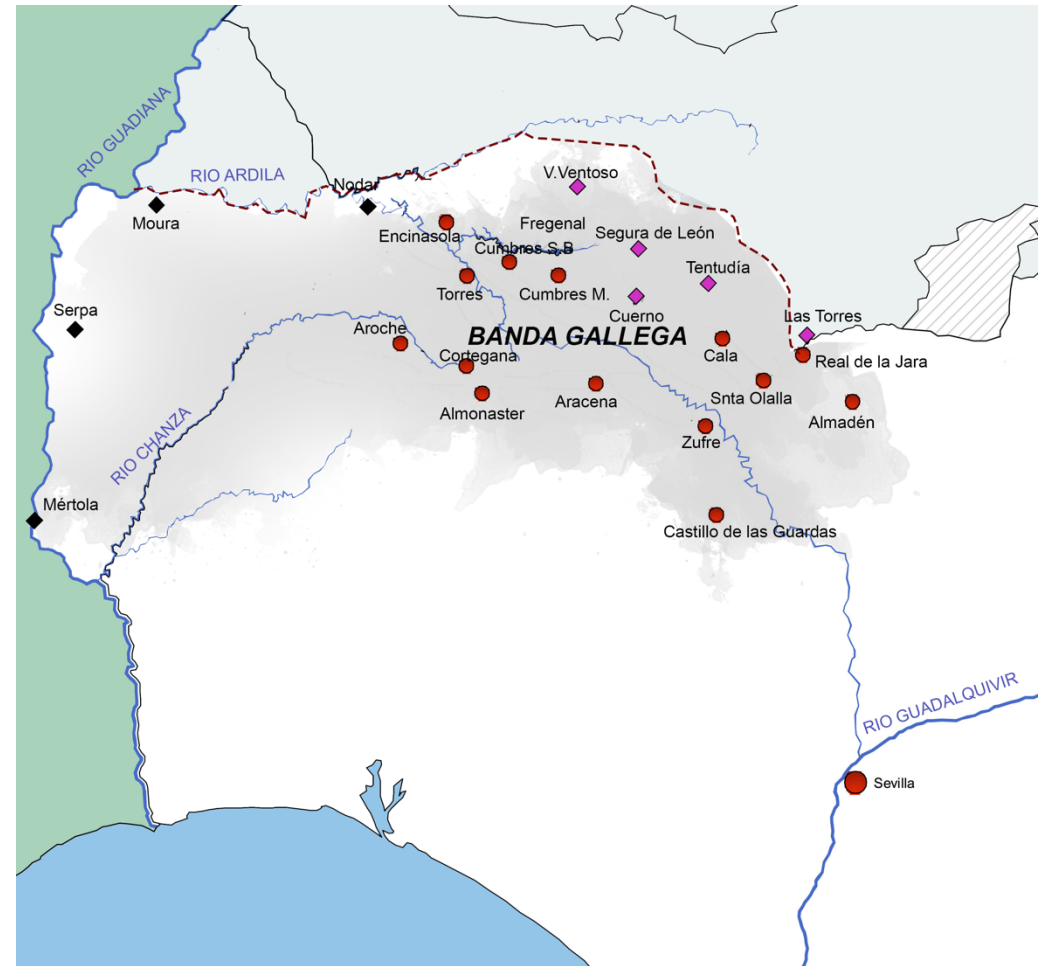 RIO GUADIANA
RIO ARDILA
Nodar
V.Ventoso
Moura
Encinasola
Fregenal
Segura de León
Cumbres S.B
Tentudía
Torres
Cumbres M.
Cuerno
Serpa
Las Torres
Aroche
BANDA GALLEGA
Cala
Cortegana
Real de la Jara
Almonaster
Aracena
Snta Olalla
Almadén
RIO CHANZA
Zufre
Mértola
Castillo de las Guardas
RIO GUADALQUIVIR
Sevilla